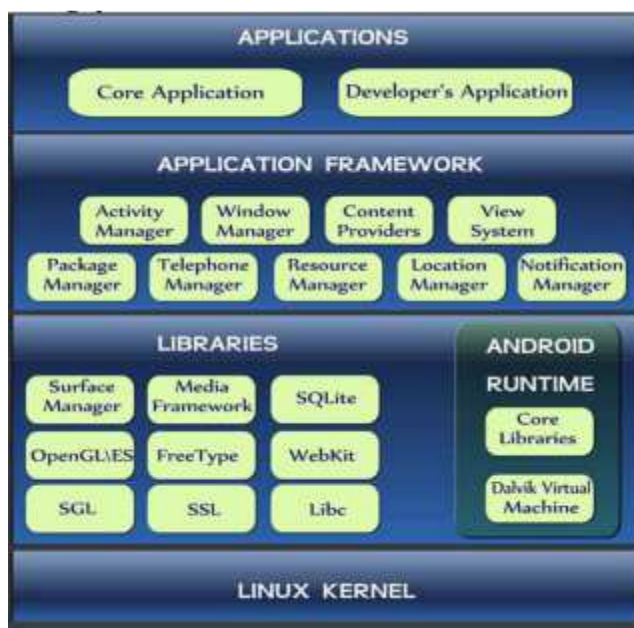 APPLICATIONS
Core Application
Developer's Application
APPLICATION FRAMEWORK
Activity
Manager
Window
Manager
Content
Providers
View
System
Package
Manager
Telephone
Manager
Resource
Manager
Location
Manager
Notification
Manager
LIBRARIES
Surface
Manager
Media
Framework
SQLite
OpenGL\ES
FreeType
WebKit
SGL
SSL
Libc
ANDROID
RUNTIME
Core
Libraries
Dalvik Virtual
Machine
LINUX KERNEL